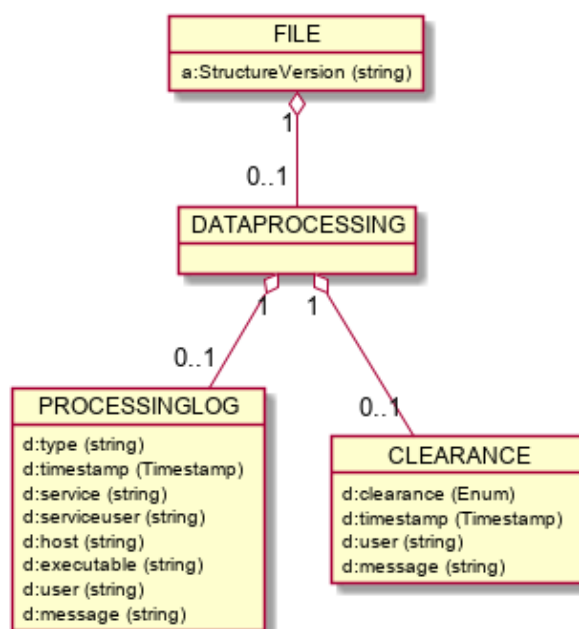 FILE
a:StructureVersion (string)
1
0..1
DATAPROCESSING
1
1
0..1
0..1
PROCESSINGLOG
d:type (string)
d:timestamp (Timestamp)
d:service (string)
d:serviceuser (string)
d:host (string)
d:executable (string)
d:user (string)
d:message (string)
CLEARANCE
d:clearance (Enum)
d:timestamp (Timestamp)
d:user (string)
d:message (string)